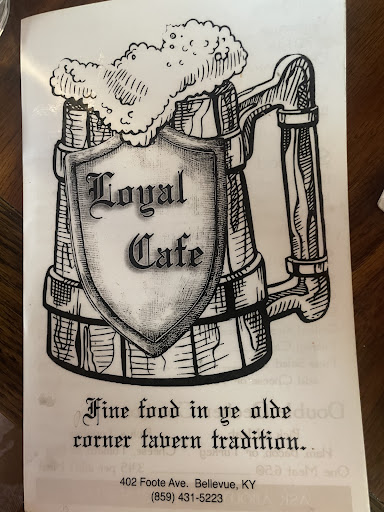 Loyal
Cafe
Fine food in ye olde
corner tavern tradition.
402 Foote Ave. Bellevue, KY
(859) 431-5223